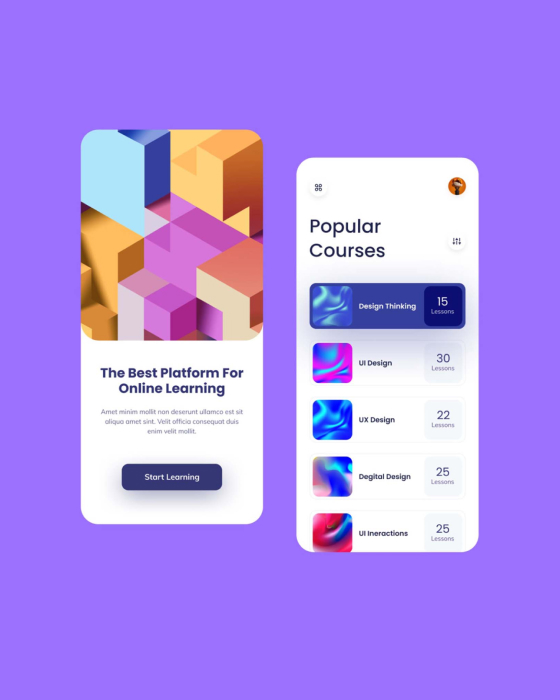 The Best Platform For
Online Learning
Amet minim mollit non deserunt ullamco est sit
aliqua amet sint. Velit officia consequat duis
enim velit mollit.
Start Learning
Popular
Courses
Design Thinking
15
Lessons
UI Design
30
Lessons
UX Design
22
Lessons
Degital Design
25
Lessons
UI Ineractions
25
Lessons